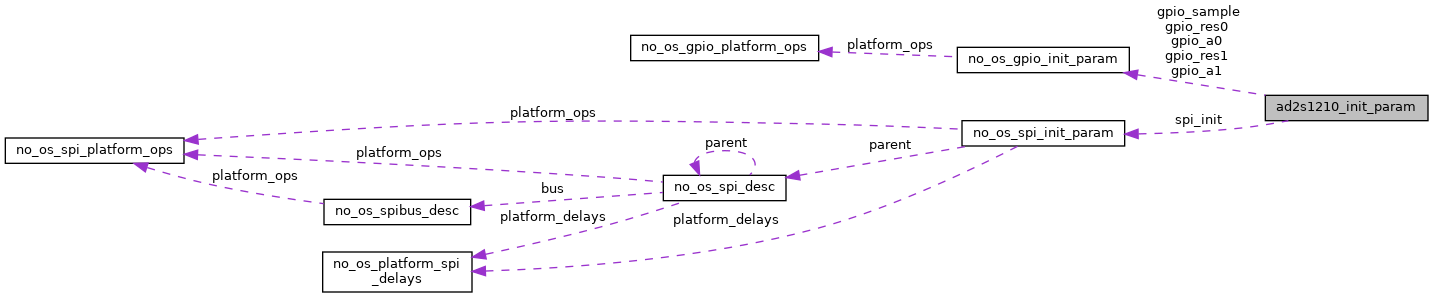 gpio_sample
gpio_res0
gpio_a0
gpio_res1
gpio_a1
no_os_gpio_platform_ops
platform_ops
no_os_gpio_init_param
ad2s1210_init_param
platform_ops
spi_init
no_os_spi_init_param
no_os_spi_platform_ops
platform_ops
parent
parent
platform_ops
bus
no_os_spi_desc
no_os_spibus_desc
platform_delays
platform_delays
no_os_platform_spi
_delays